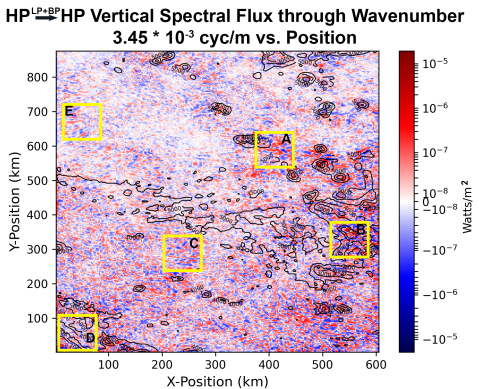 HP LP+BP→HP Vertical Spectral Flux through Wavenumber
3.45 * 10-3 cyc/m vs. Position
Y-Position (km)
800
700
600
500
400
300
200
100
E
A
B
C
D
100 200 300 400 500 600
X-Position (km)
10⁻⁵
10⁻⁶
10⁻⁷
10⁻⁸
0
−10⁻⁸
−10⁻⁷
−10⁻⁶
−10⁻⁵
Watts/m²